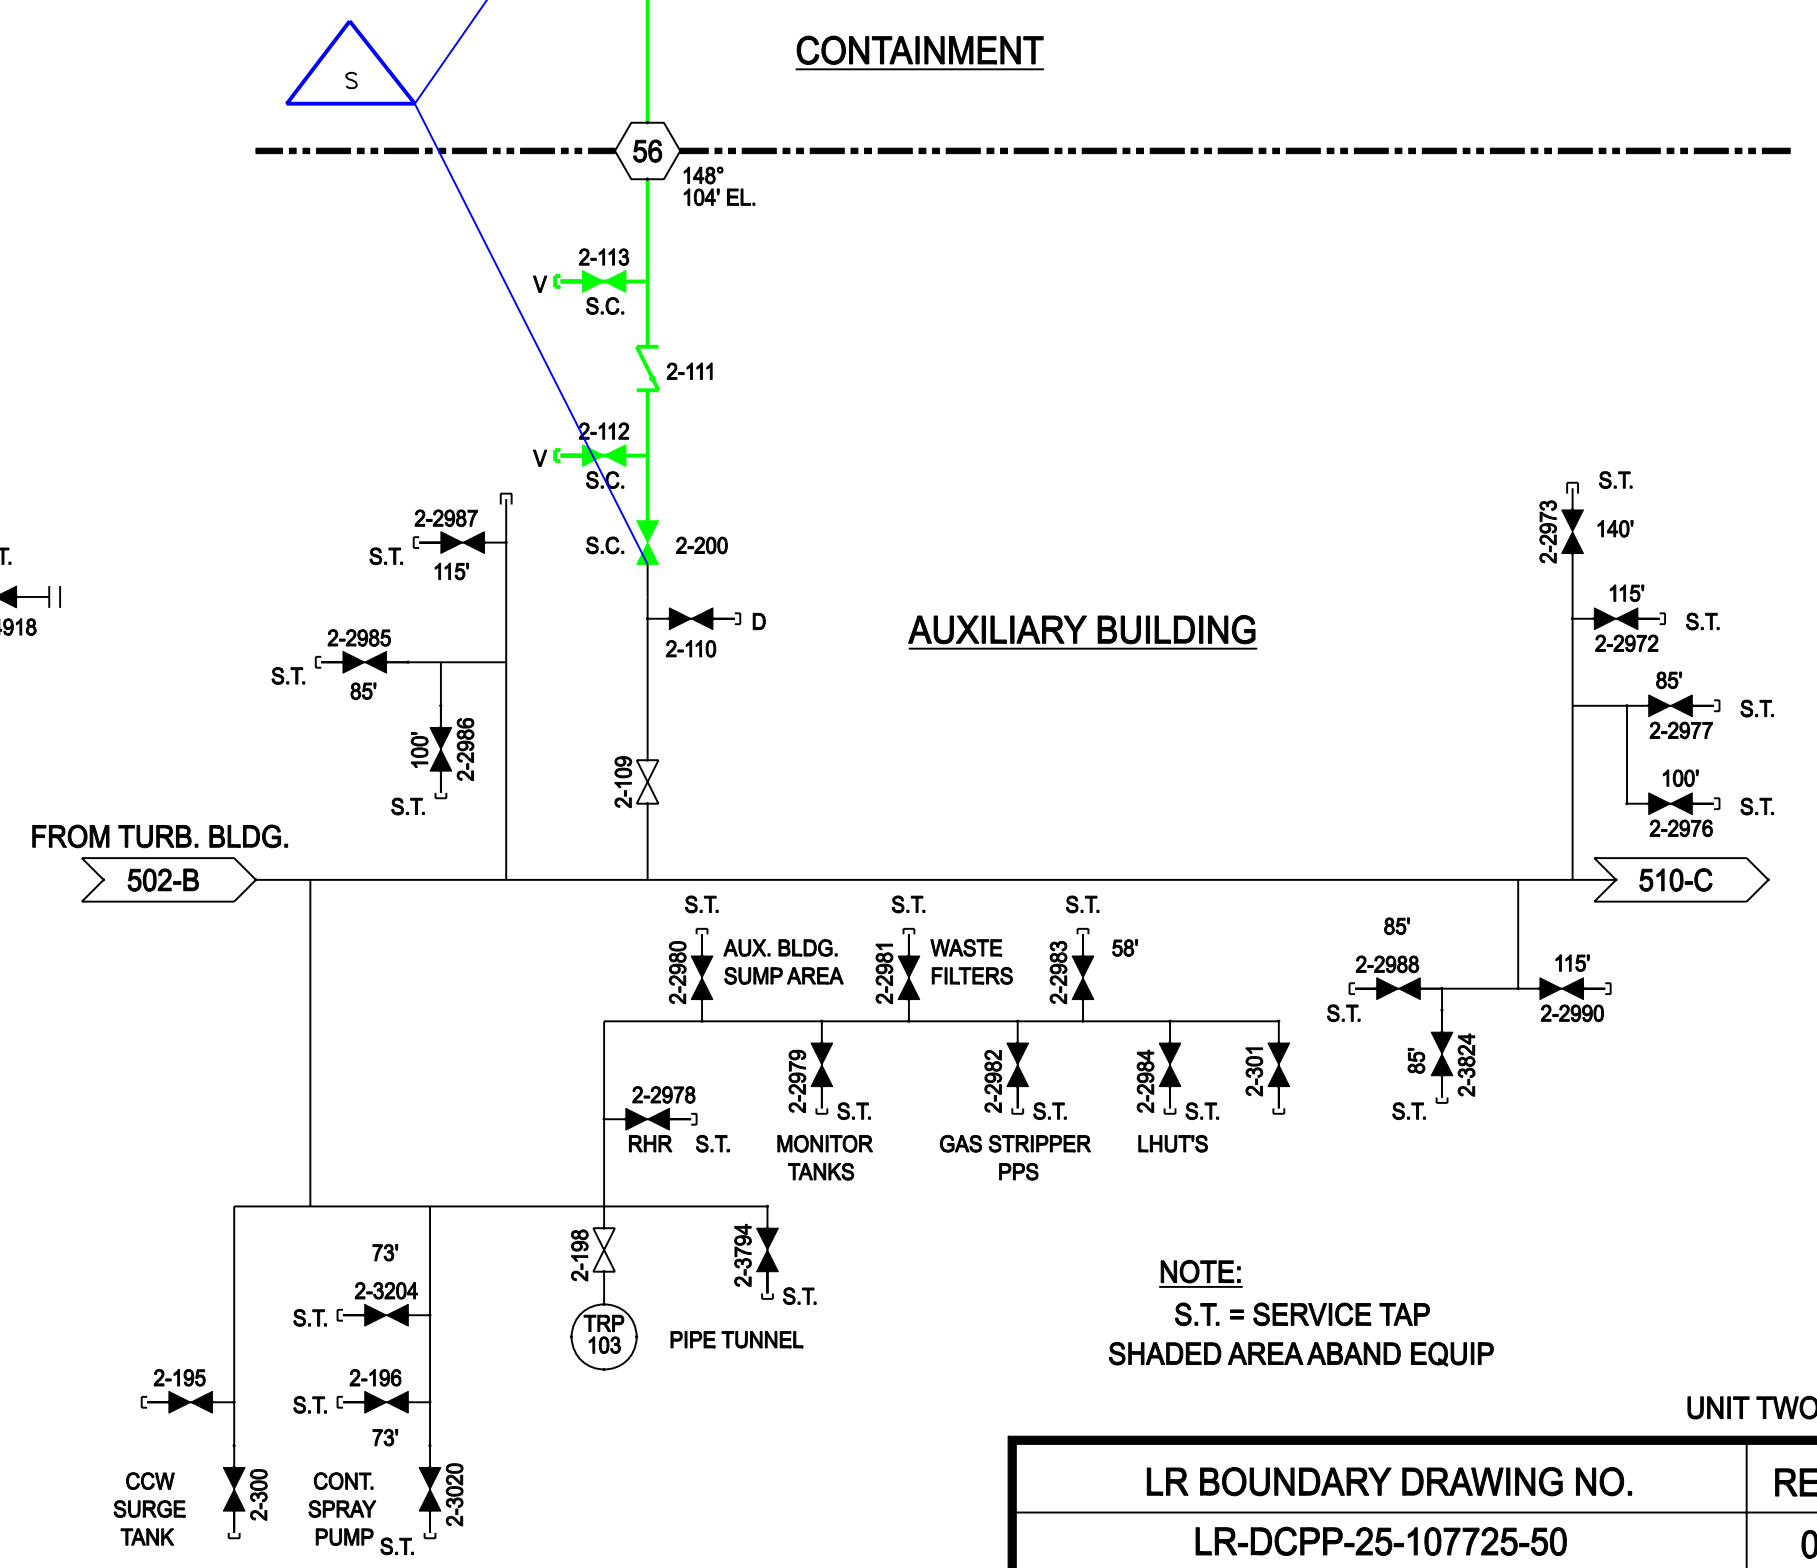 CONTAINMENT
S
56
148°
104' EL.
2-113
V
S.C.
2-111
2-112
V
S.C.
S.C.
2-200
2-2987
S.T.
115'
T.
4918
2-2985
S.T.
85'
100'
2-2986
S.T.
D
2-110
AUXILIARY BUILDING
2-109
S.T.
2-2973
140'
115'
S.T.
2-2972
85'
S.T.
2-2977
100'
S.T.
2-2976
FROM TURB. BLDG.
502-B
510-C
S.T.
S.T.
S.T.
2-2980
AUX. BLDG.
SUMP AREA
2-2981
WASTE
FILTERS
2-2983
58'
85'
2-2988
S.T.
115'
2-2990
85'
2-3824
S.T.
2-2978
RHR
S.T.
2-2979
S.T.
MONITOR
TANKS
2-2982
S.T.
GAS STRIPPER
PPS
2-2984
S.T.
LHUT'S
2-301
2-198
TRP
103
PIPE TUNNEL
2-3794
S.T.
73'
2-3204
S.T.
2-195
2-196
S.T.
73'
CCW
SURGE
TANK
2-300
CONT.
SPRAY
PUMP
S.T.
2-3020
NOTE:
S.T. = SERVICE TAP
SHADED AREA ABAND EQUIP
UNIT TWO
LR BOUNDARY DRAWING NO.
RE
LR-DCPP-25-107725-50
0